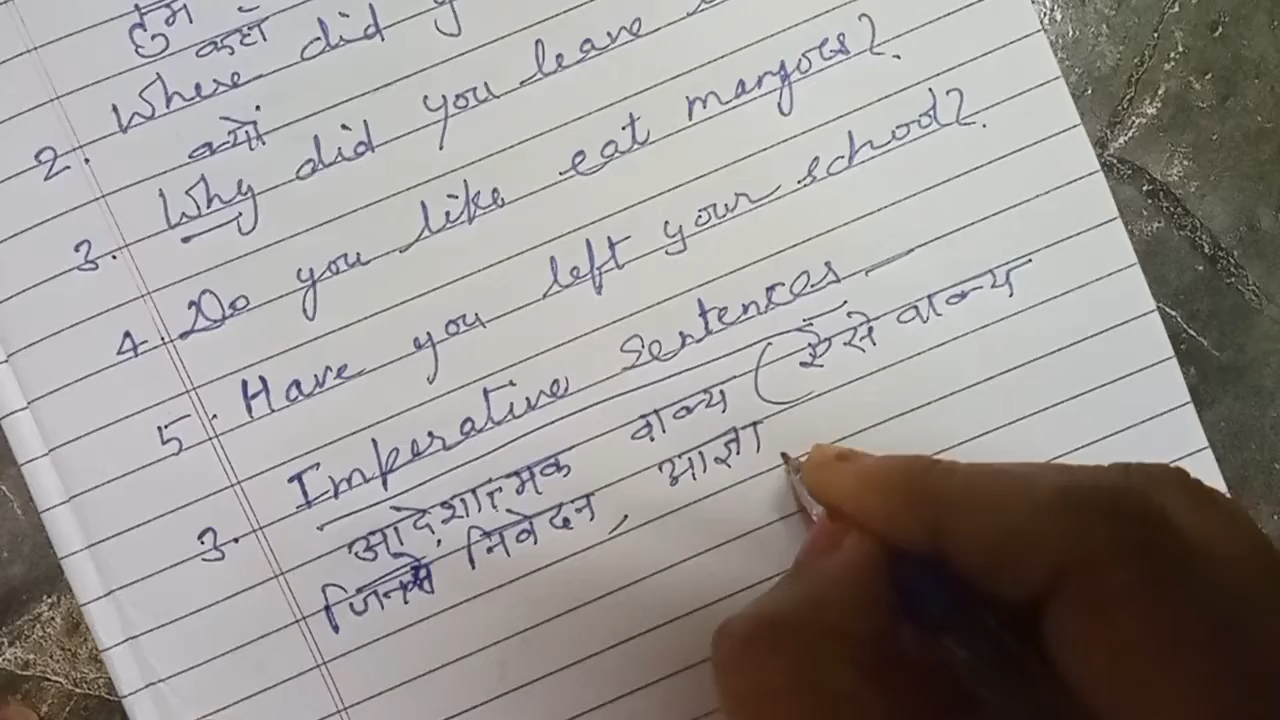 कहाँ
Where did
2. क्यों
Why did you leave
3. Do you like eat mangoes?
4. Have you left your school?
5. Imperative Sentences —
3. आदेशात्मक वाक्य ( ऐसे वाक्य
जिनसे निवेदन, आज्ञा